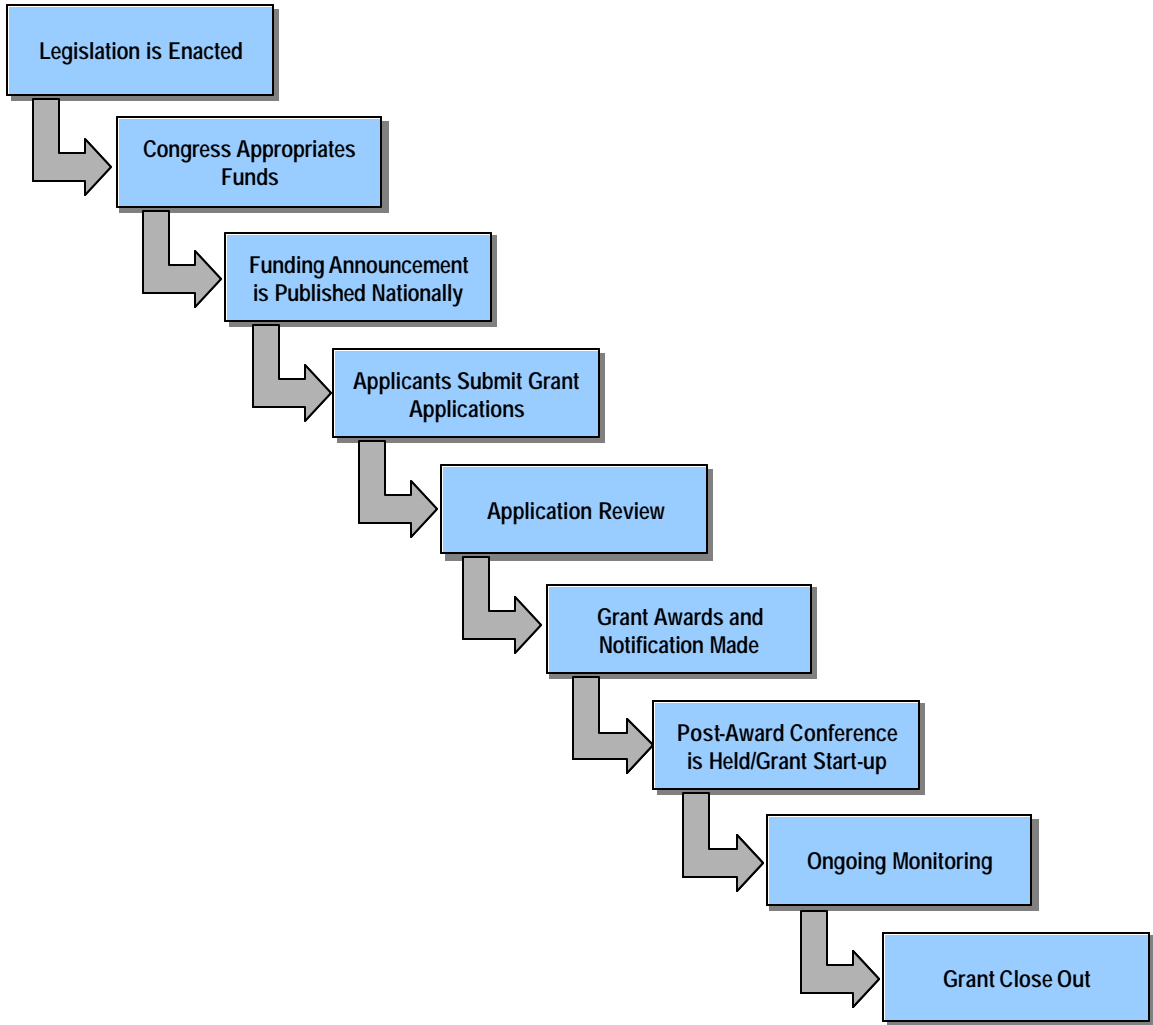 Legislation is Enacted
Congress Appropriates
Funds
Funding Announcement
is Published Nationally
Applicants Submit Grant
Applications
Application Review
Grant Awards and
Notification Made
Post-Award Conference
is Held/Grant Start-up
Ongoing Monitoring
Grant Close Out